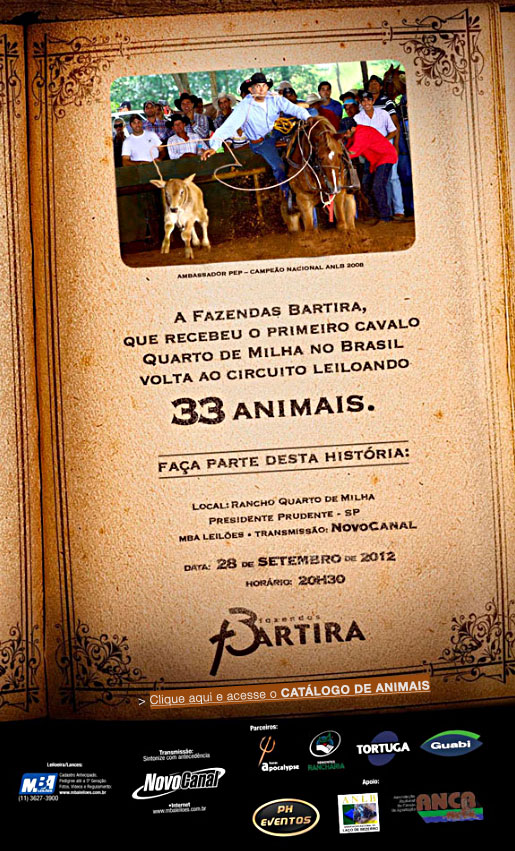 AMBASSADOR PEP – CAMPEÃO NACIONAL ANLB 2008
A FAZENDAS BARTIRA,
QUE RECEBEU O PRIMEIRO CAVALO
QUARTO DE MILHA NO BRASIL
VOLTA AO CIRCUITO LEILOANDO
33 ANIMAIS.
FAÇA PARTE DESTA HISTÓRIA:
LOCAL: RANCHO QUARTO DE MILHA
PRESIDENTE PRUDENTE - SP
MBA LEILÕES • TRANSMISSÃO: NOVOCANAL
DATA: 28 DE SETEMBRO DE 2012
HORÁRIO: 20H30
fazendas
BARTIRA
> Clique aqui e acesse o CATÁLOGO DE ANIMAIS
Leiloeira/Lances:
MBA
Cadastro Antecipado.
Pedigree até a 5ª Geração
Fotos, Vídeos e Regulamento:
www.mbaleiloes.com.br
(11) 3627-3900
Transmissão:
Sintonize com antecedência
NOVOCANAL
•Internet
www.mbaleiloes.com.br
Parceiros:
apocalypse
RANCHARIA
TORTUGA
Guabi
PH
EVENTOS
Apoio:
ANLB
LAÇO DE BEZERRO
ANCR